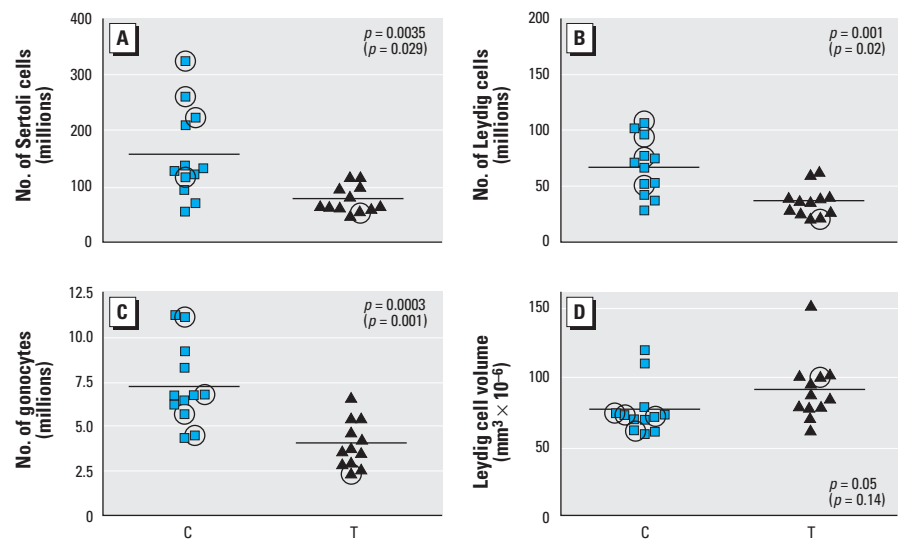 A
p = 0.0035
(p = 0.029)
No. of Sertoli cells
(millions)
400
300
200
100
0
B
p = 0.001
(p = 0.02)
No. of Leydig cells
(millions)
200
150
100
50
0
C
p = 0.0003
(p = 0.001)
No. of gonocytes
(millions)
12.5
10.0
7.5
5.0
2.5
0
C
T
D
p = 0.05
(p = 0.14)
Leydig cell volume
(mm³ × 10⁻⁶)
150
100
50
0
C
T